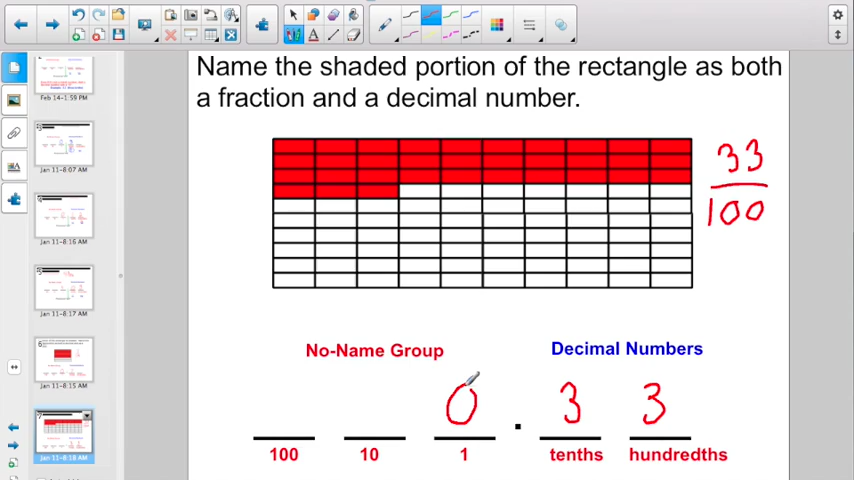 Name the shaded portion of the rectangle as both
a fraction and a decimal number.
33
100
No-Name Group
Decimal Numbers
0 . 3 3
100 10 1 tenths hundredths
Feb 14-1:59 PM
Jan 11-8:07 AM
Jan 11-8:16 AM
Jan 11-8:17 AM
6
Jan 11-8:15 AM
7
Jan 11-8:19 AM